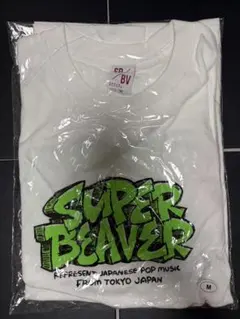 SUPER
BEAVER
REPRESENT JAPANESE POP MUSIC
FROM TOKYO JAPAN
M